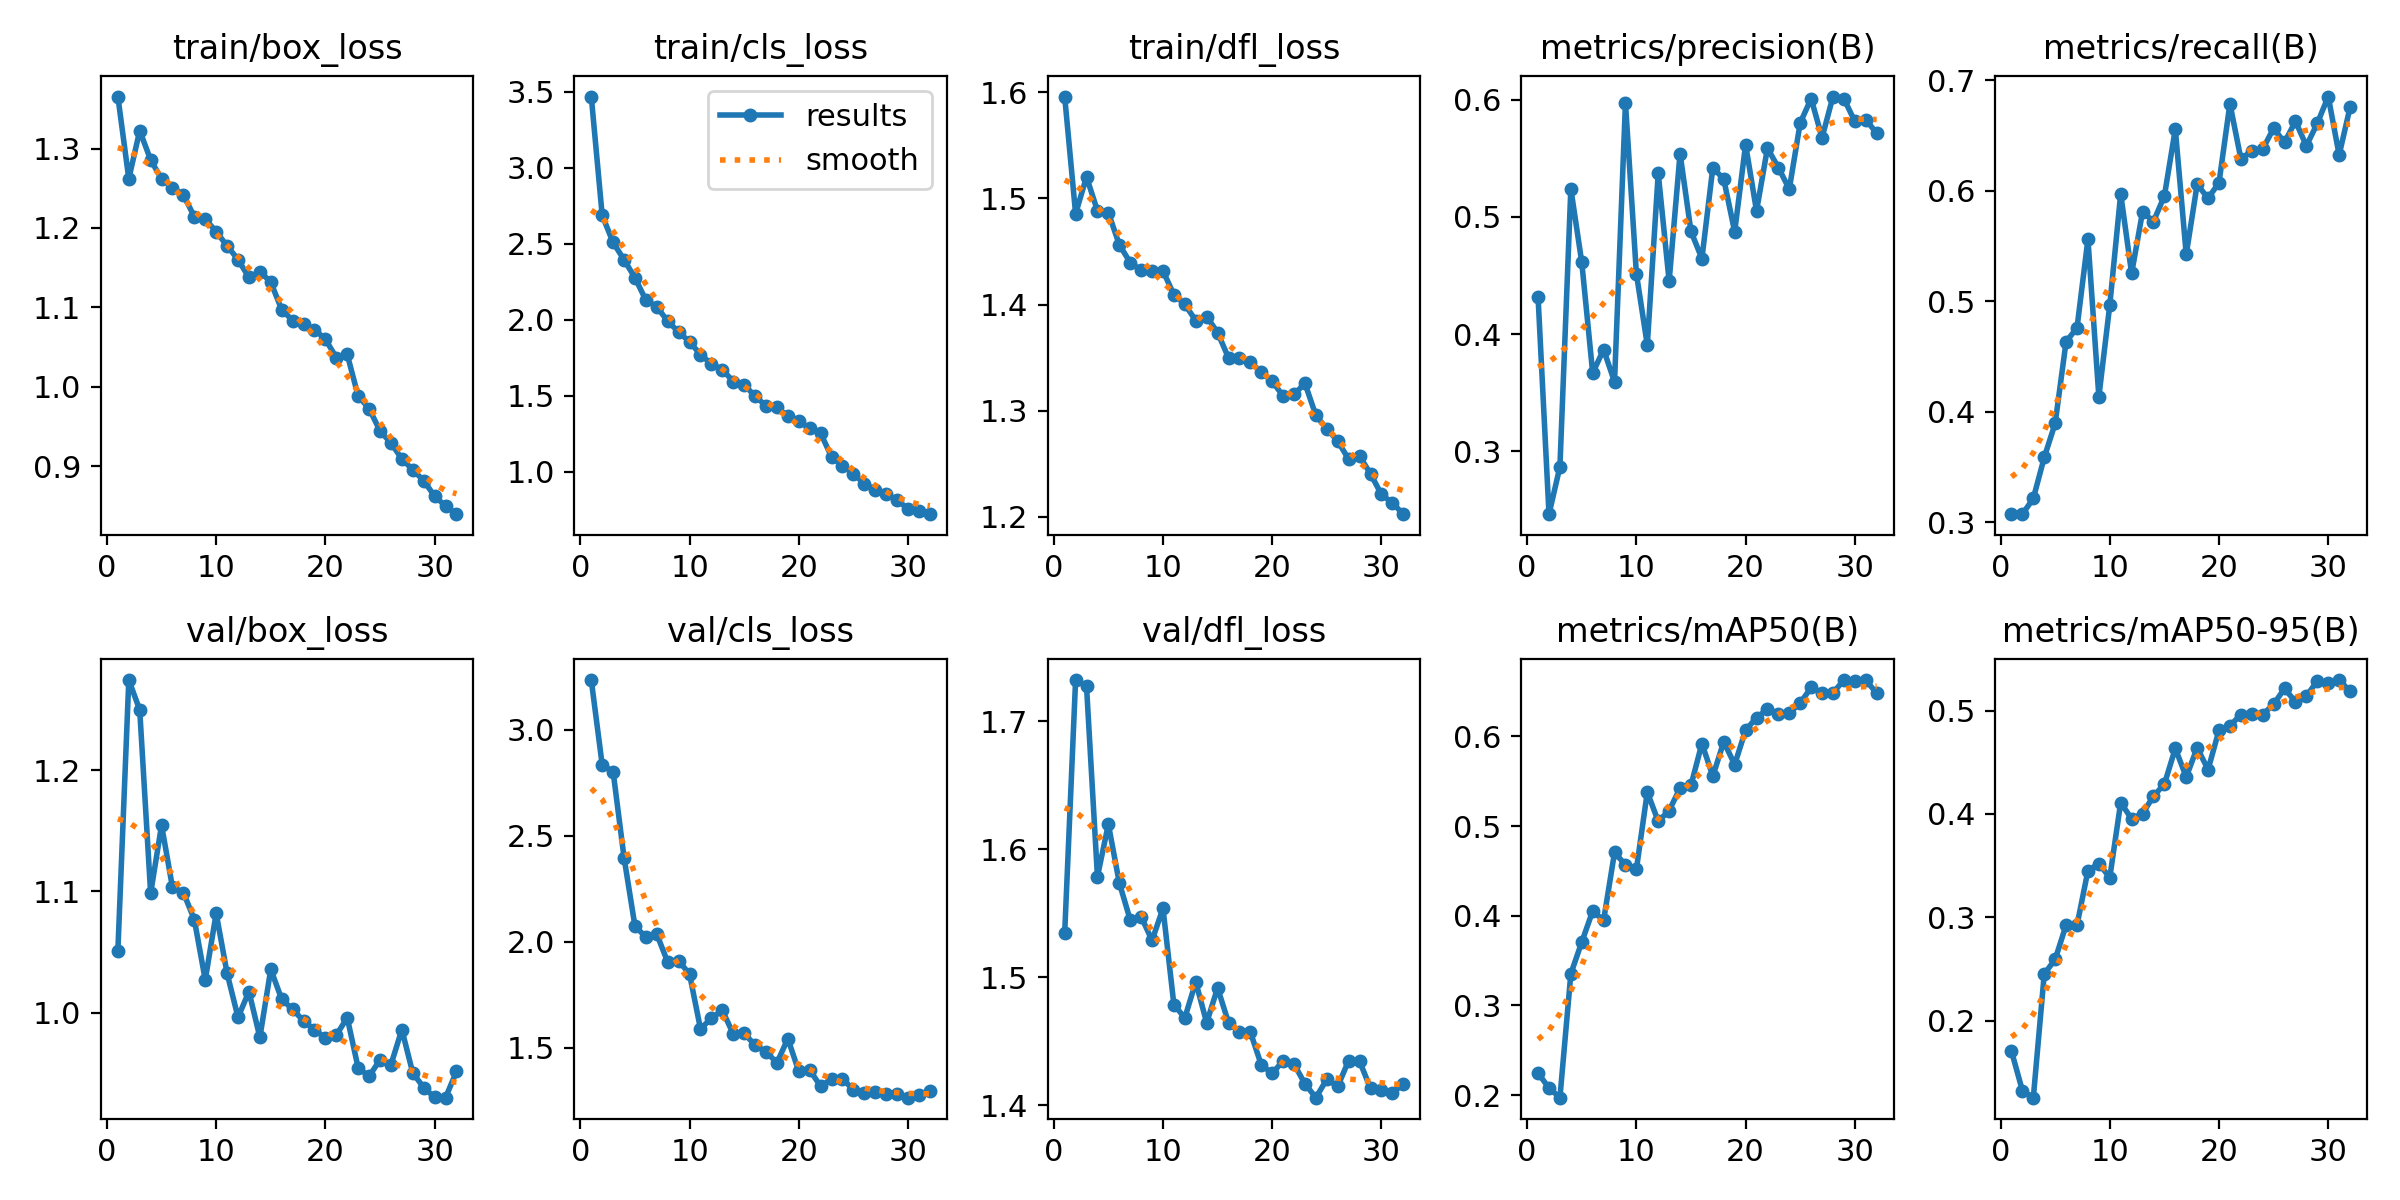 train/box_loss
1.3
1.2
1.1
1.0
0.9
0 10 20 30
train/cls_loss
results
smooth
3.5
3.0
2.5
2.0
1.5
1.0
0 10 20 30
train/dfl_loss
1.6
1.5
1.4
1.3
1.2
0 10 20 30
metrics/precision(B)
0.6
0.5
0.4
0.3
0 10 20 30
metrics/recall(B)
0.7
0.6
0.5
0.4
0.3
0 10 20 30
val/box_loss
1.2
1.1
1.0
0 10 20 30
val/cls_loss
3.0
2.5
2.0
1.5
0 10 20 30
val/dfl_loss
1.7
1.6
1.5
1.4
0 10 20 30
metrics/mAP50(B)
0.6
0.5
0.4
0.3
0.2
0 10 20 30
metrics/mAP50-95(B)
0.5
0.4
0.3
0.2
0 10 20 30